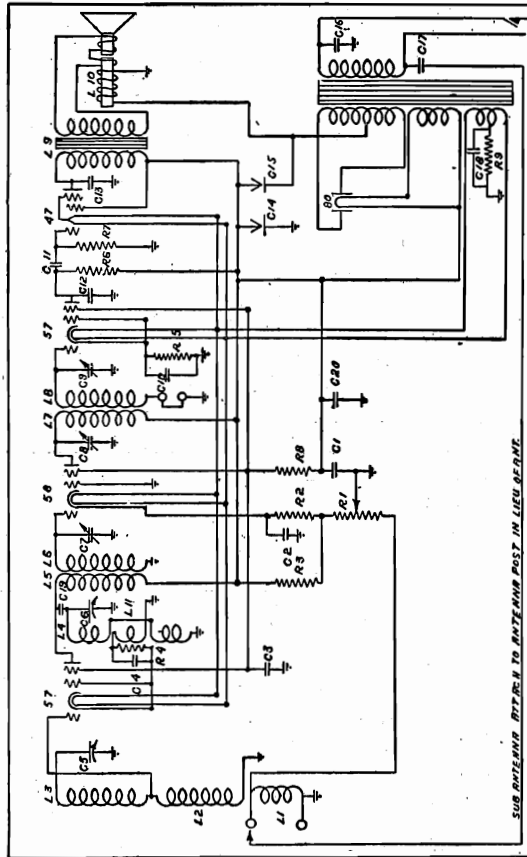 L3
57
L4
C19
L5
L6
58
L7
L8
57
C11
47
L9
C5
C6
C7
C8
C9
C12
C13
L10
L11
C4
R4
C10
R5
R6
R7
L2
L1
C3
R3
C2
R2
R8
R1
C1
C20
C14
C15
80
C18
R9
C16
C17
SUB ANTENNA ATTACH TO ANTENNA POST IN LIEU OF ANT.